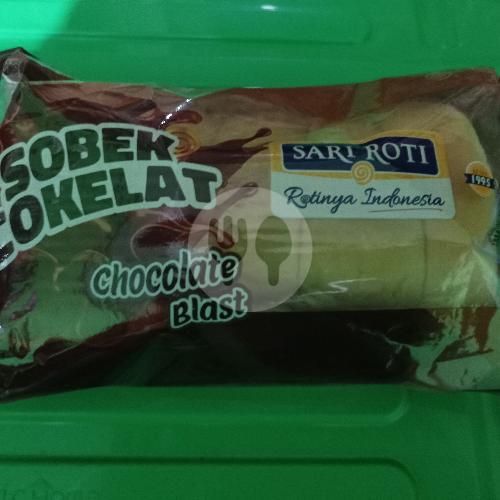 SOBEK
COKELAT
Chocolate
Blast
SARI ROTI
Rotinya Indonesia
1995